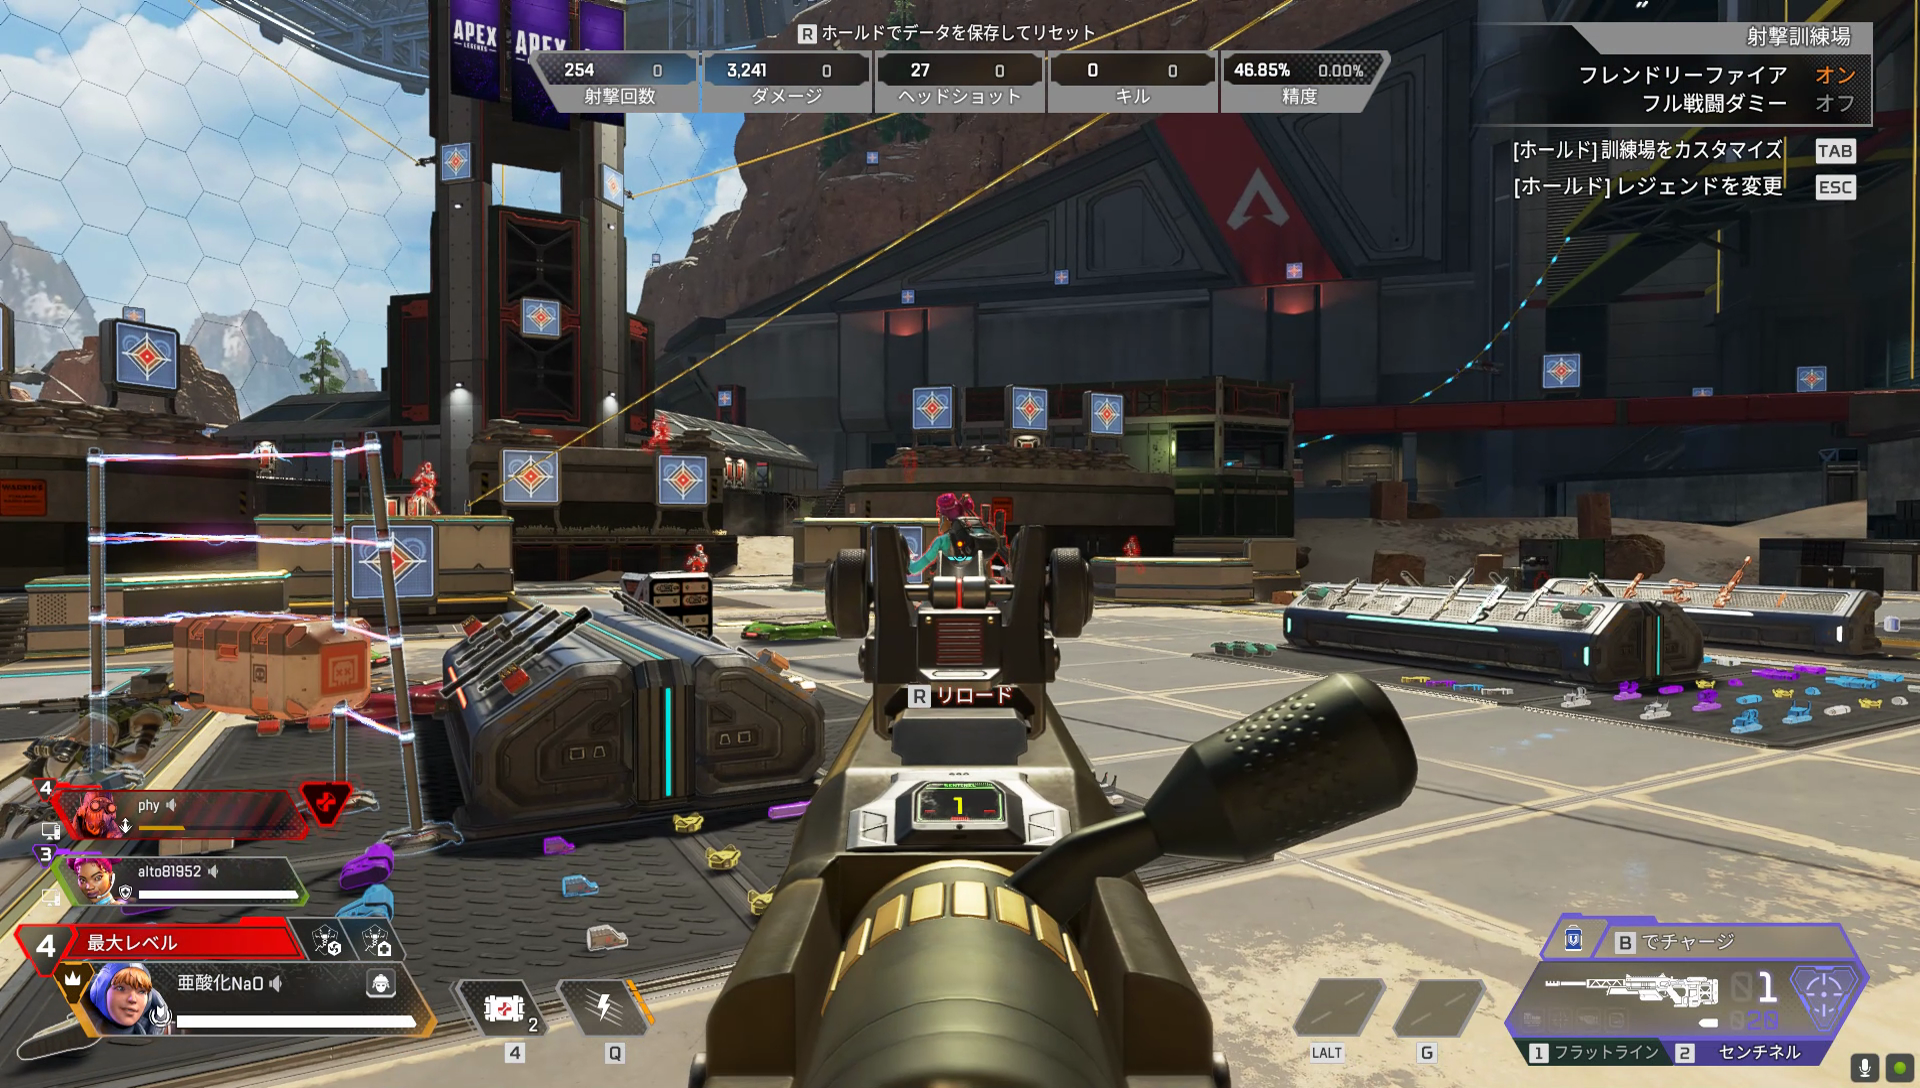 APEX
LEGENDS
APEX
R ホールドでデータを保存してリセット
254 0
射撃回数
3,241 0
ダメージ
27 0
ヘッドショット
0 0
キル
46.85% 0.00%
精度
射撃訓練場
フレンドリーファイア オン
フル戦闘ダミー オフ
[ホールド] 訓練場をカスタマイズ TAB
[ホールド] レジェンドを変更 ESC
WARNING
R リロード
SENTINEL
1
4
phy
3
alto81952
4 最大レベル
亜酸化NaO
2
4
Q
LALT
G
B でチャージ
01
020
1 フラットライン
2 センチネル